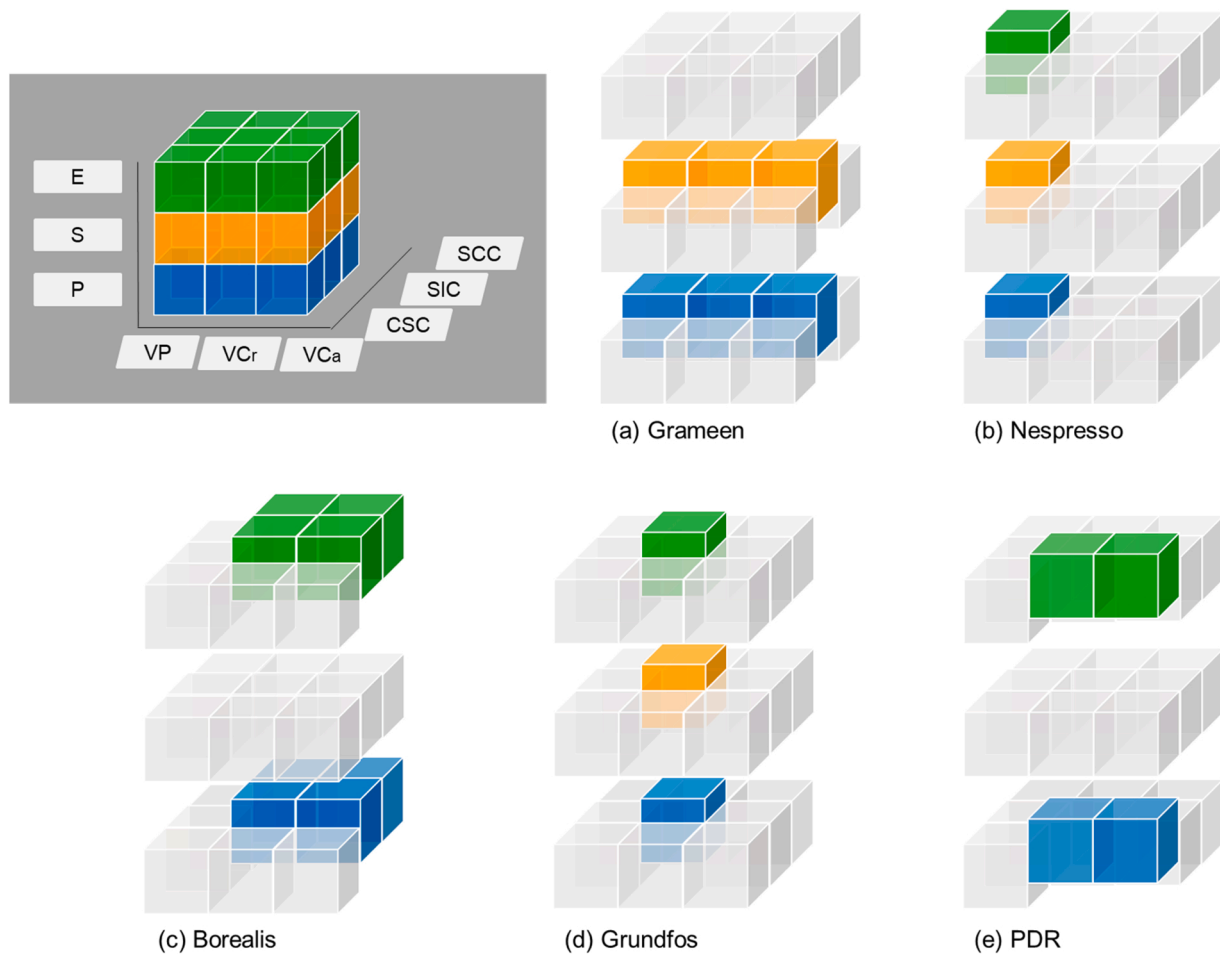 E
S
P
SCC
SIC
CSC
VP
VCr
VCa
(a) Grameen
(b) Nespresso
(c) Borealis
(d) Grundfos
(e) PDR